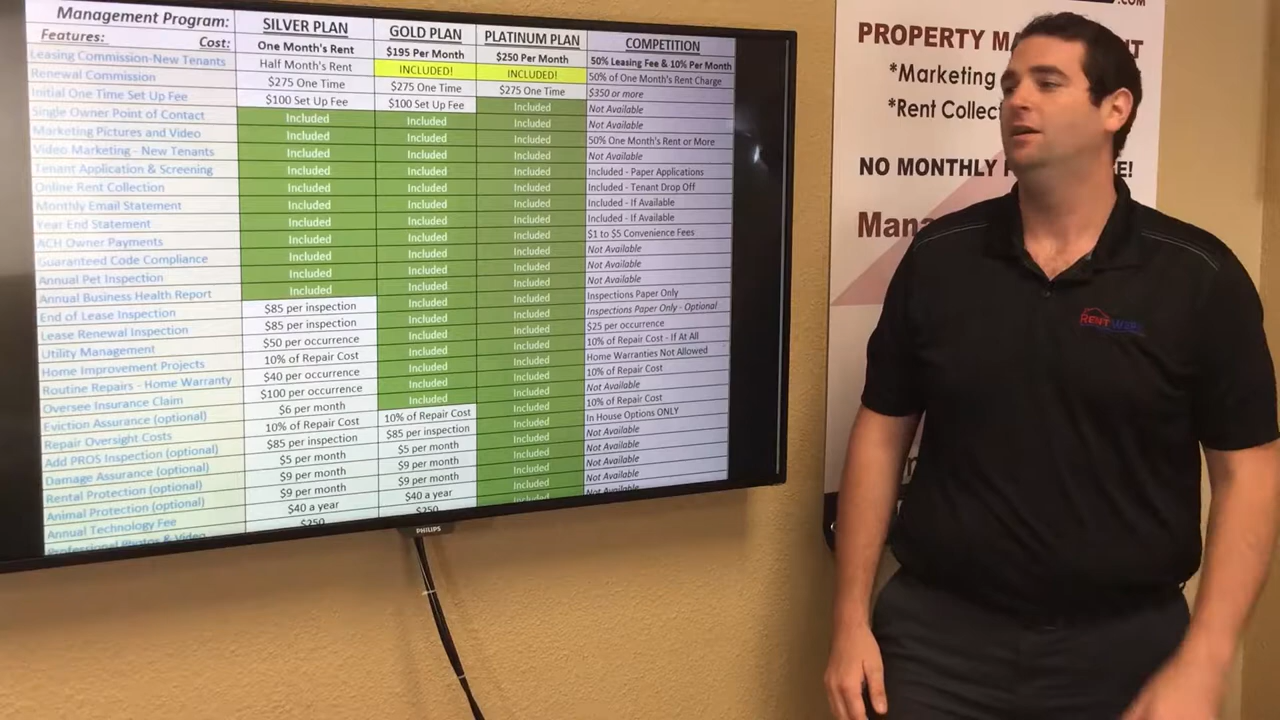 Management Program: SILVER PLAN GOLD PLAN PLATINUM PLAN COMPETITION
Features: Cost: One Month's Rent $195 Per Month $250 Per Month 50% Leasing Fee & 10% Per Month
Leasing Commission-New Tenants Half Month's Rent INCLUDED! INCLUDED! 50% of One Month's Rent Charge
Renewal Commission $275 One Time $275 One Time $275 One Time $350 or more
Initial One Time Set Up Fee $100 Set Up Fee $100 Set Up Fee Included Not Available
Single Owner Point of Contact Included Included Included Not Available
Marketing Pictures and Video Included Included Included 50% One Month's Rent or More
Video Marketing - New Tenants Included Included Included Not Available
Tenant Application & Screening Included Included Included Included - Paper Applications
Online Rent Collection Included Included Included Included - Tenant Drop Off
Monthly Email Statement Included Included Included Included - If Available
Year End Statement Included Included Included Included - If Available
ACH Owner Payments Included Included Included $1 to $5 Convenience Fees
Guaranteed Code Compliance Included Included Included Not Available
Annual Pet Inspection Included Included Included Not Available
Annual Business Health Report Included Included Included Not Available
End of Lease Inspection $85 per inspection Included Included Inspections Paper Only
Lease Renewal Inspection $85 per inspection Included Included Inspections Paper Only - Optional
Utility Management $50 per occurrence Included Included $25 per occurrence
Home Improvement Projects 10% of Repair Cost Included Included 10% of Repair Cost - If At All
Routine Repairs - Home Warranty $40 per occurrence Included Included Home Warranties Not Allowed
Oversee Insurance Claim $100 per occurrence Included Included 10% of Repair Cost
Eviction Assurance (optional) $6 per month Included Included Not Available
Repair Oversight Costs 10% of Repair Cost 10% of Repair Cost Included 10% of Repair Cost
Add PROS Inspection (optional) $85 per inspection $85 per inspection Included In House Options ONLY
Damage Assurance (optional) $5 per month $5 per month Included Not Available
Rental Protection (optional) $9 per month $9 per month Included Not Available
Animal Protection (optional) $9 per month $9 per month Included Not Available
Annual Technology Fee $40 a year $40 a year Included Not Available
Professional Photos & Video $250 $250 Included Not Available
PHILIPS
.COM
PROPERTY
*Marketing
*Rent
NO MONTHLY
RENT